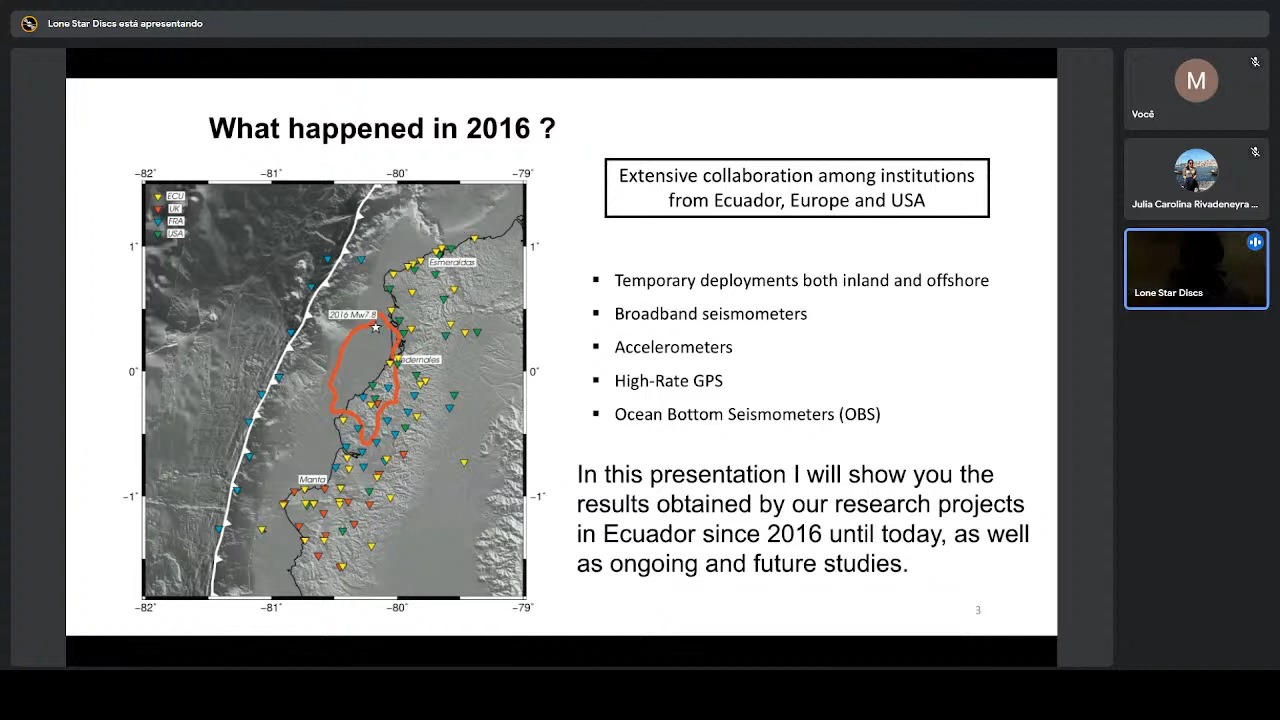 Lone Star Discs está apresentando
What happened in 2016 ?
Extensive collaboration among institutions
from Ecuador, Europe and USA
−82˚ −81˚ −80˚ −79˚
ECU
UK
FRA
USA
1˚ 1˚
Esmeraldas
2016 Mw7.8
0˚ 0˚
Pedernales
Manta
−1˚ −1˚
−82˚ −81˚ −80˚ −79˚
▪ Temporary deployments both inland and offshore
▪ Broadband seismometers
▪ Accelerometers
▪ High-Rate GPS
▪ Ocean Bottom Seismometers (OBS)
In this presentation I will show you the
results obtained by our research projects
in Ecuador since 2016 until today, as well
as ongoing and future studies.
3
M
Você
Julia Carolina Rivadeneyra ...
Lone Star Discs